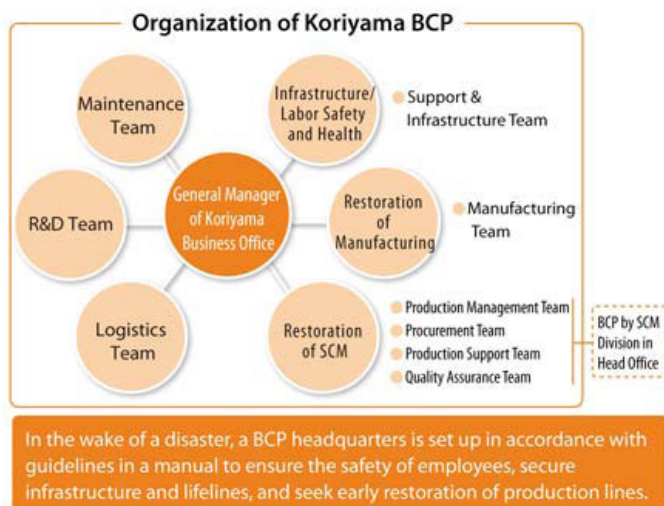 Organization of Koriyama BCP
Maintenance
Team
Infrastructure/
Labor Safety
and Health
Support &
Infrastructure Team
General Manager
of Koriyama
Business Office
R&D Team
Restoration
of
Manufacturing
Manufacturing
Team
Logistics
Team
Restoration
of SCM
Production Management Team
Procurement Team
Production Support Team
Quality Assurance Team
BCP by SCM
Division in
Head Office
In the wake of a disaster, a BCP headquarters is set up in accordance with
guidelines in a manual to ensure the safety of employees, secure
infrastructure and lifelines, and seek early restoration of production lines.